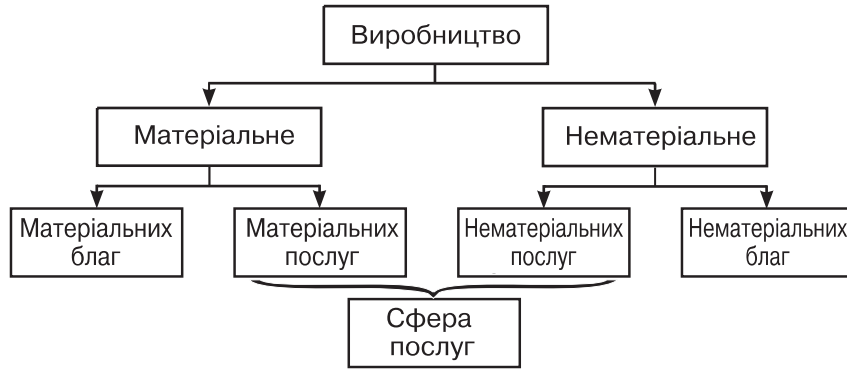 Виробництво
Матеріальне
Нематеріальне
Матеріальних
благ
Матеріальних
послуг
Нематеріальних
послуг
Нематеріальних
благ
Сфера
послуг